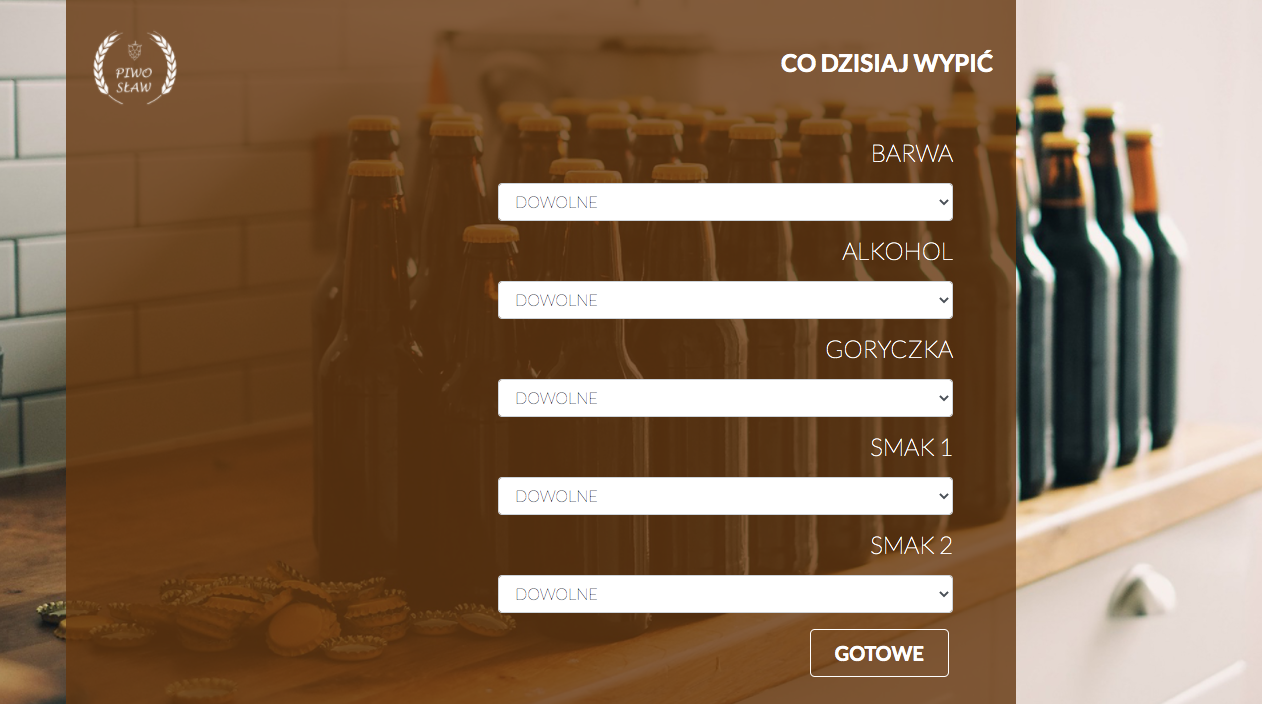 PIWO
SŁAW
CO DZISIAJ WYPIĆ
BARWA
DOWOLNE
ALKOHOL
DOWOLNE
GORYCZKA
DOWOLNE
SMAK 1
DOWOLNE
SMAK 2
DOWOLNE
GOTOWE